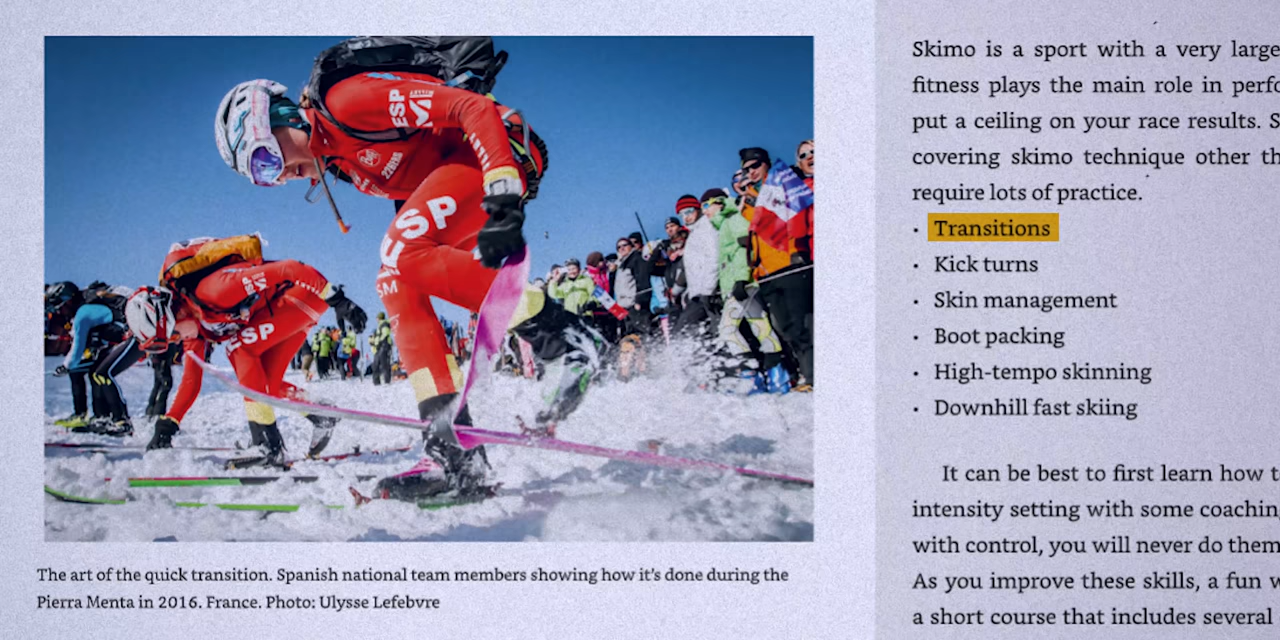 ESP
ESP
ESP
SM
The art of the quick transition. Spanish national team members showing how it's done during the
Pierra Menta in 2016. France. Photo: Ulysse Lefebvre
Skimo is a sport with a very large
fitness plays the main role in
put a ceiling on your race results.
covering skimo technique other
require lots of practice.
• Transitions
• Kick turns
• Skin management
• Boot packing
• High-tempo skinning
• Downhill fast skiing
It can be best to first learn how
intensity setting with some
with control, you will never do them
As you improve these skills, a fun
a short course that includes several